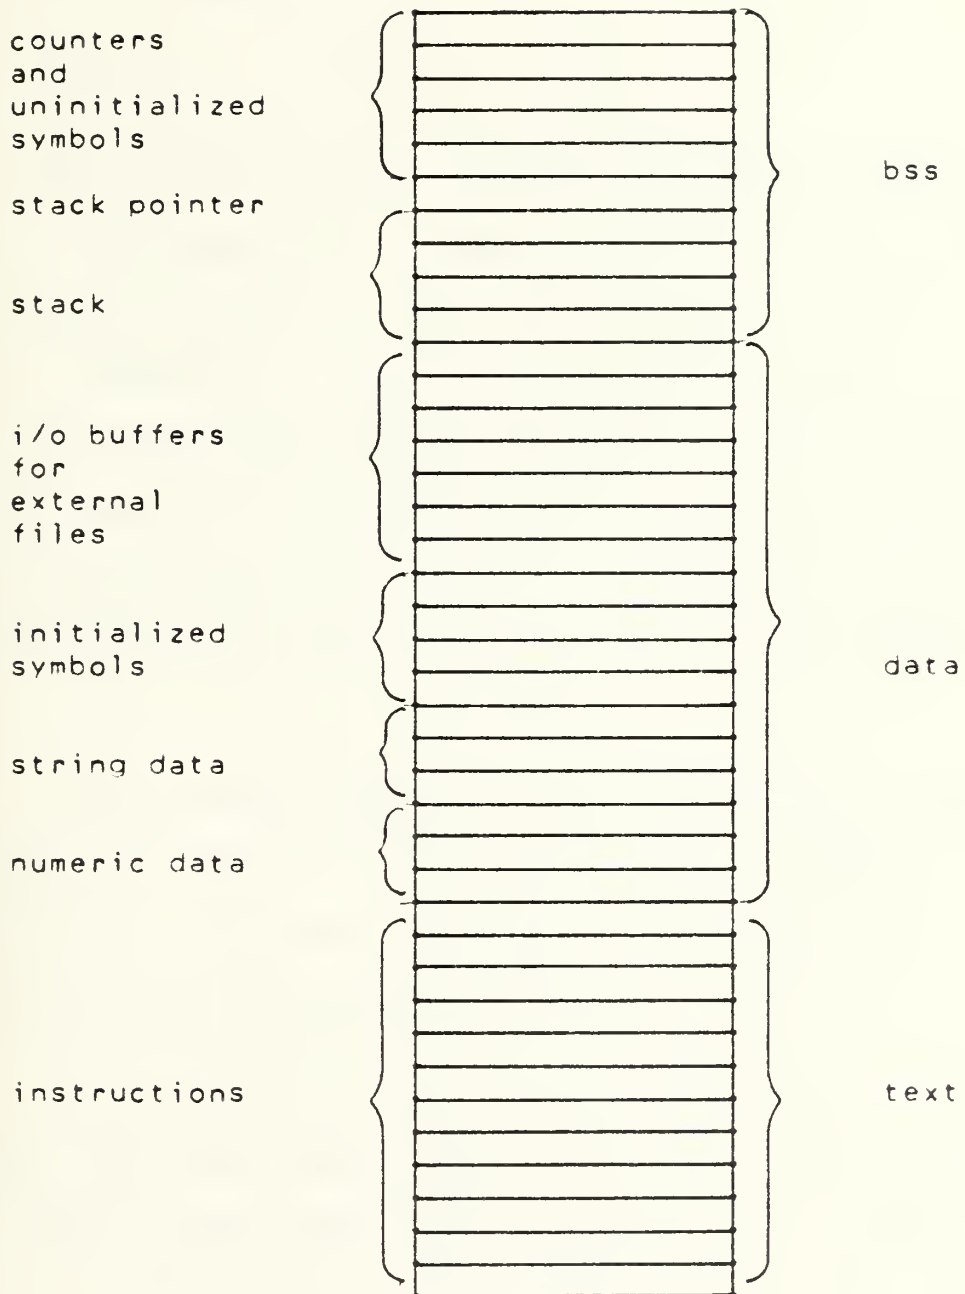 counters
and
uninitialized
symbols
bss
stack pointer
stack
i/o buffers
for
external
files
initialized
symbols
data
string data
numeric data
instructions
text